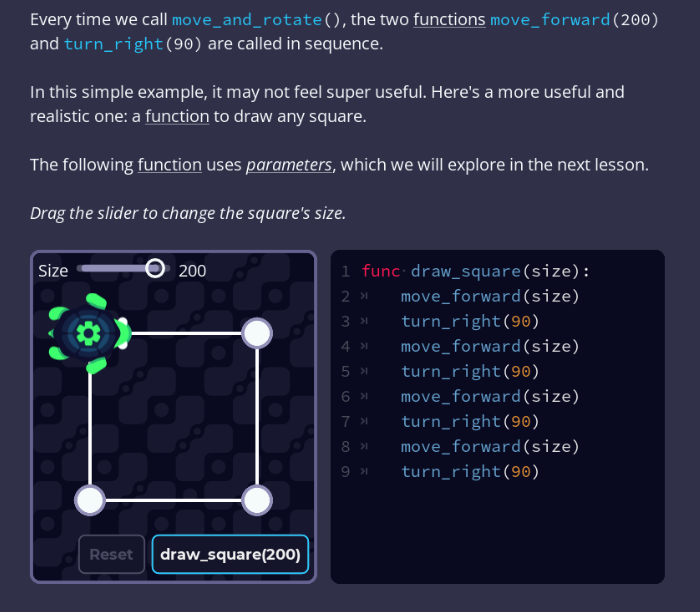 Every time we call move_and_rotate(), the two functions move_forward(200)
and turn_right(90) are called in sequence.
In this simple example, it may not feel super useful. Here's a more useful and
realistic one: a function to draw any square.
The following function uses parameters, which we will explore in the next lesson.
Drag the slider to change the square's size.
Size 200
Reset draw_square(200)
1 func draw_square(size):
2 move_forward(size)
3 turn_right(90)
4 move_forward(size)
5 turn_right(90)
6 move_forward(size)
7 turn_right(90)
8 move_forward(size)
9 turn_right(90)